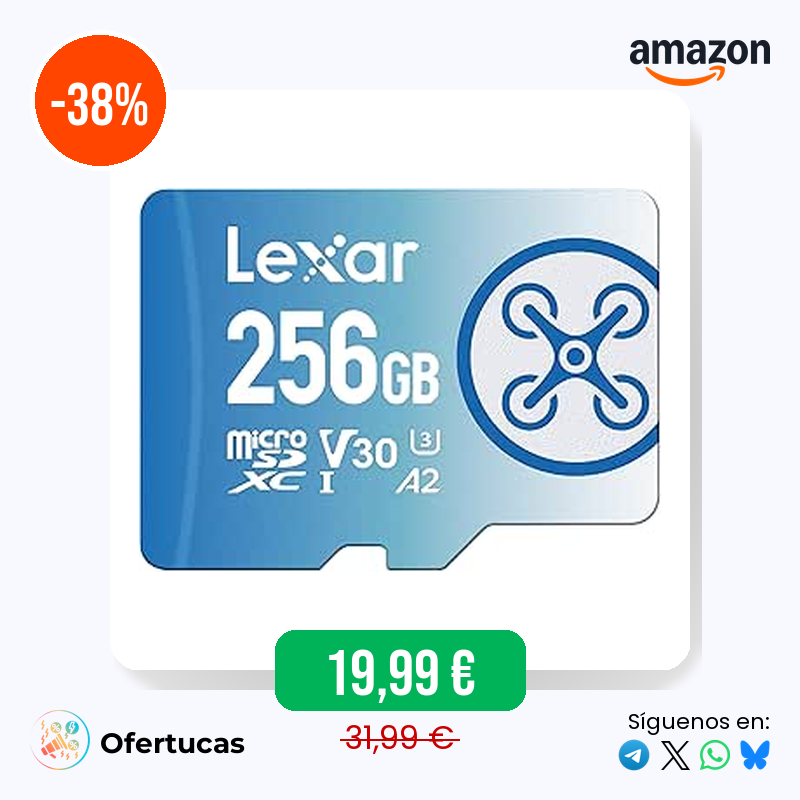 -38%
amazon
Lexar
256GB
micro SD XC I V30 U3 A2
19,99 €
31,99 €
Ofertucas
Síguenos en: